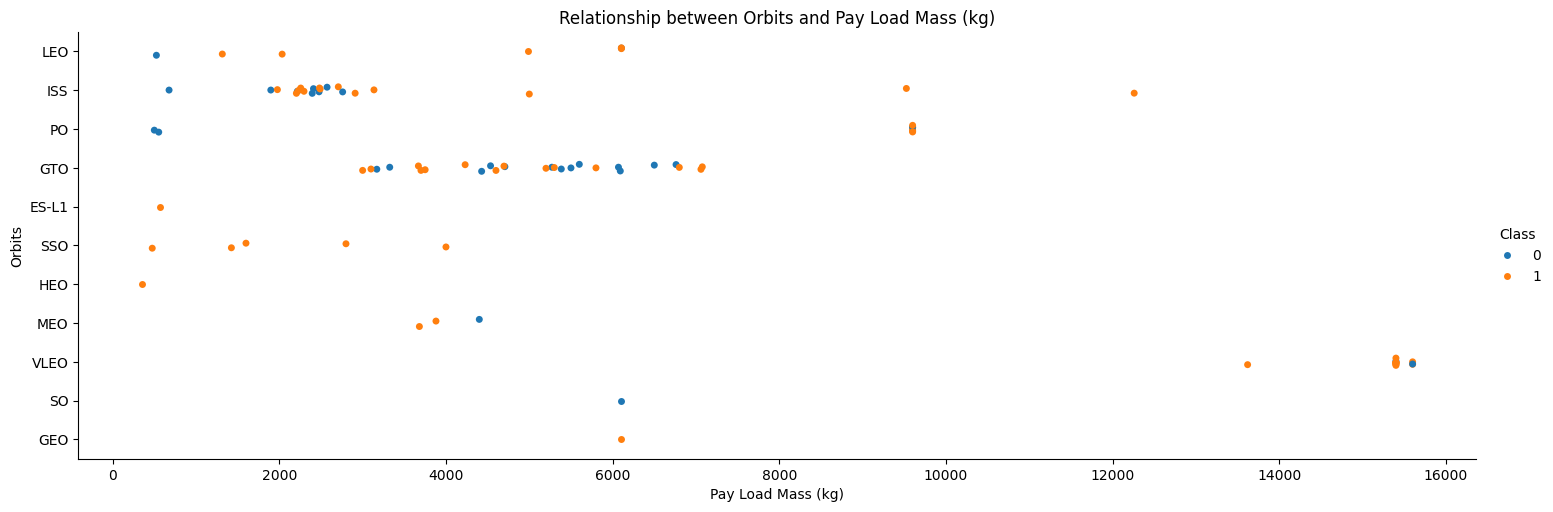 Relationship between Orbits and Pay Load Mass (kg)
Orbits
LEO
ISS
PO
GTO
ES-L1
SSO
HEO
MEO
VLEO
SO
GEO
0 2000 4000 6000 8000 10000 12000 14000 16000
Pay Load Mass (kg)
Class
0
1